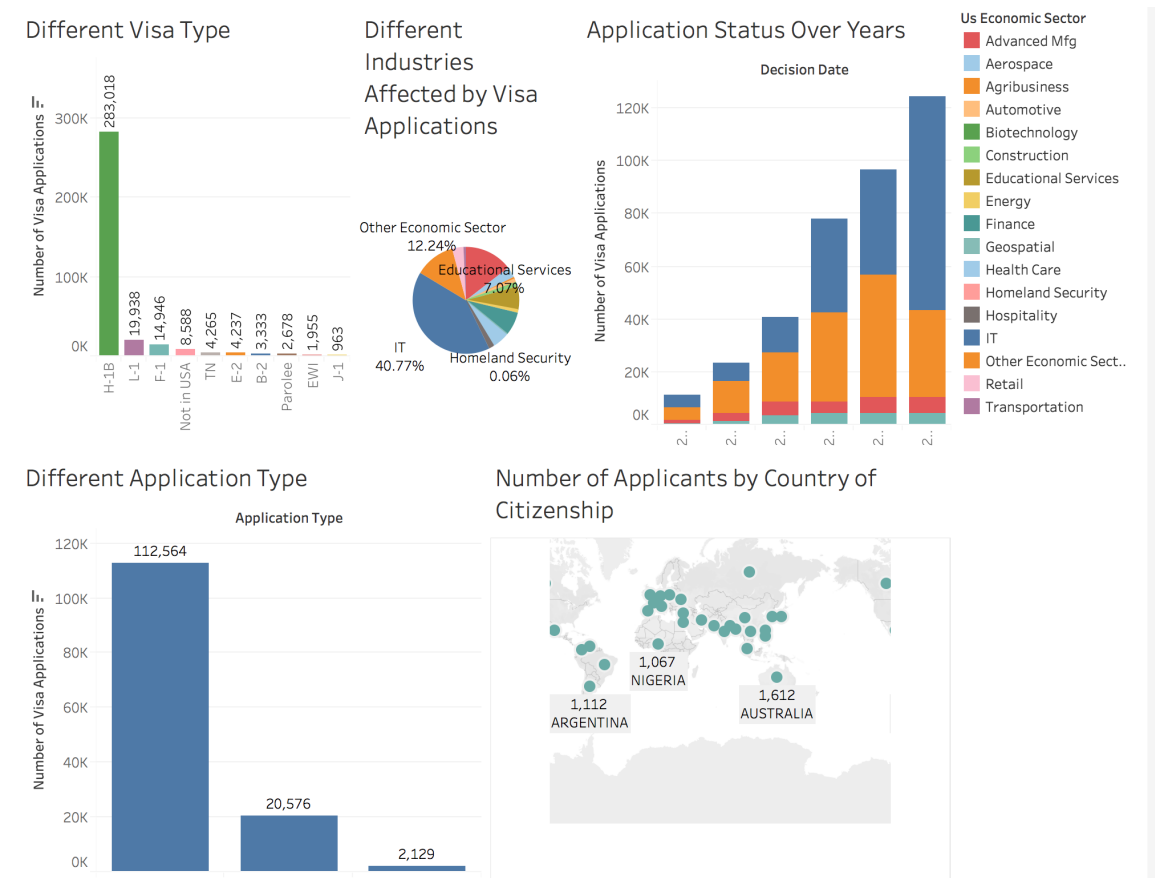 Different Visa Type
Number of Visa Applications
300K
200K
100K
0K
283,018
19,938
14,946
8,588
4,265
4,237
3,333
2,678
1,955
963
H-1B
L-1
F-1
Not in USA
TN
E-2
B-2
Parolee
EWI
J-1
Different
Industries
Affected by Visa
Applications
Other Economic Sector
12.24%
Educational Services
7.07%
IT
40.77%
Homeland Security
0.06%
Application Status Over Years
Decision Date
Number of Visa Applications
120K
100K
80K
60K
40K
20K
0K
2..
2..
2..
2..
2..
2..
Us Economic Sector
Advanced Mfg
Aerospace
Agribusiness
Automotive
Biotechnology
Construction
Educational Services
Energy
Finance
Geospatial
Health Care
Homeland Security
Hospitality
IT
Other Economic Sect..
Retail
Transportation
Different Application Type
Application Type
Number of Visa Applications
120K
100K
80K
60K
40K
20K
0K
112,564
20,576
2,129
Number of Applicants by Country of
Citizenship
1,067
NIGERIA
1,112
ARGENTINA
1,612
AUSTRALIA